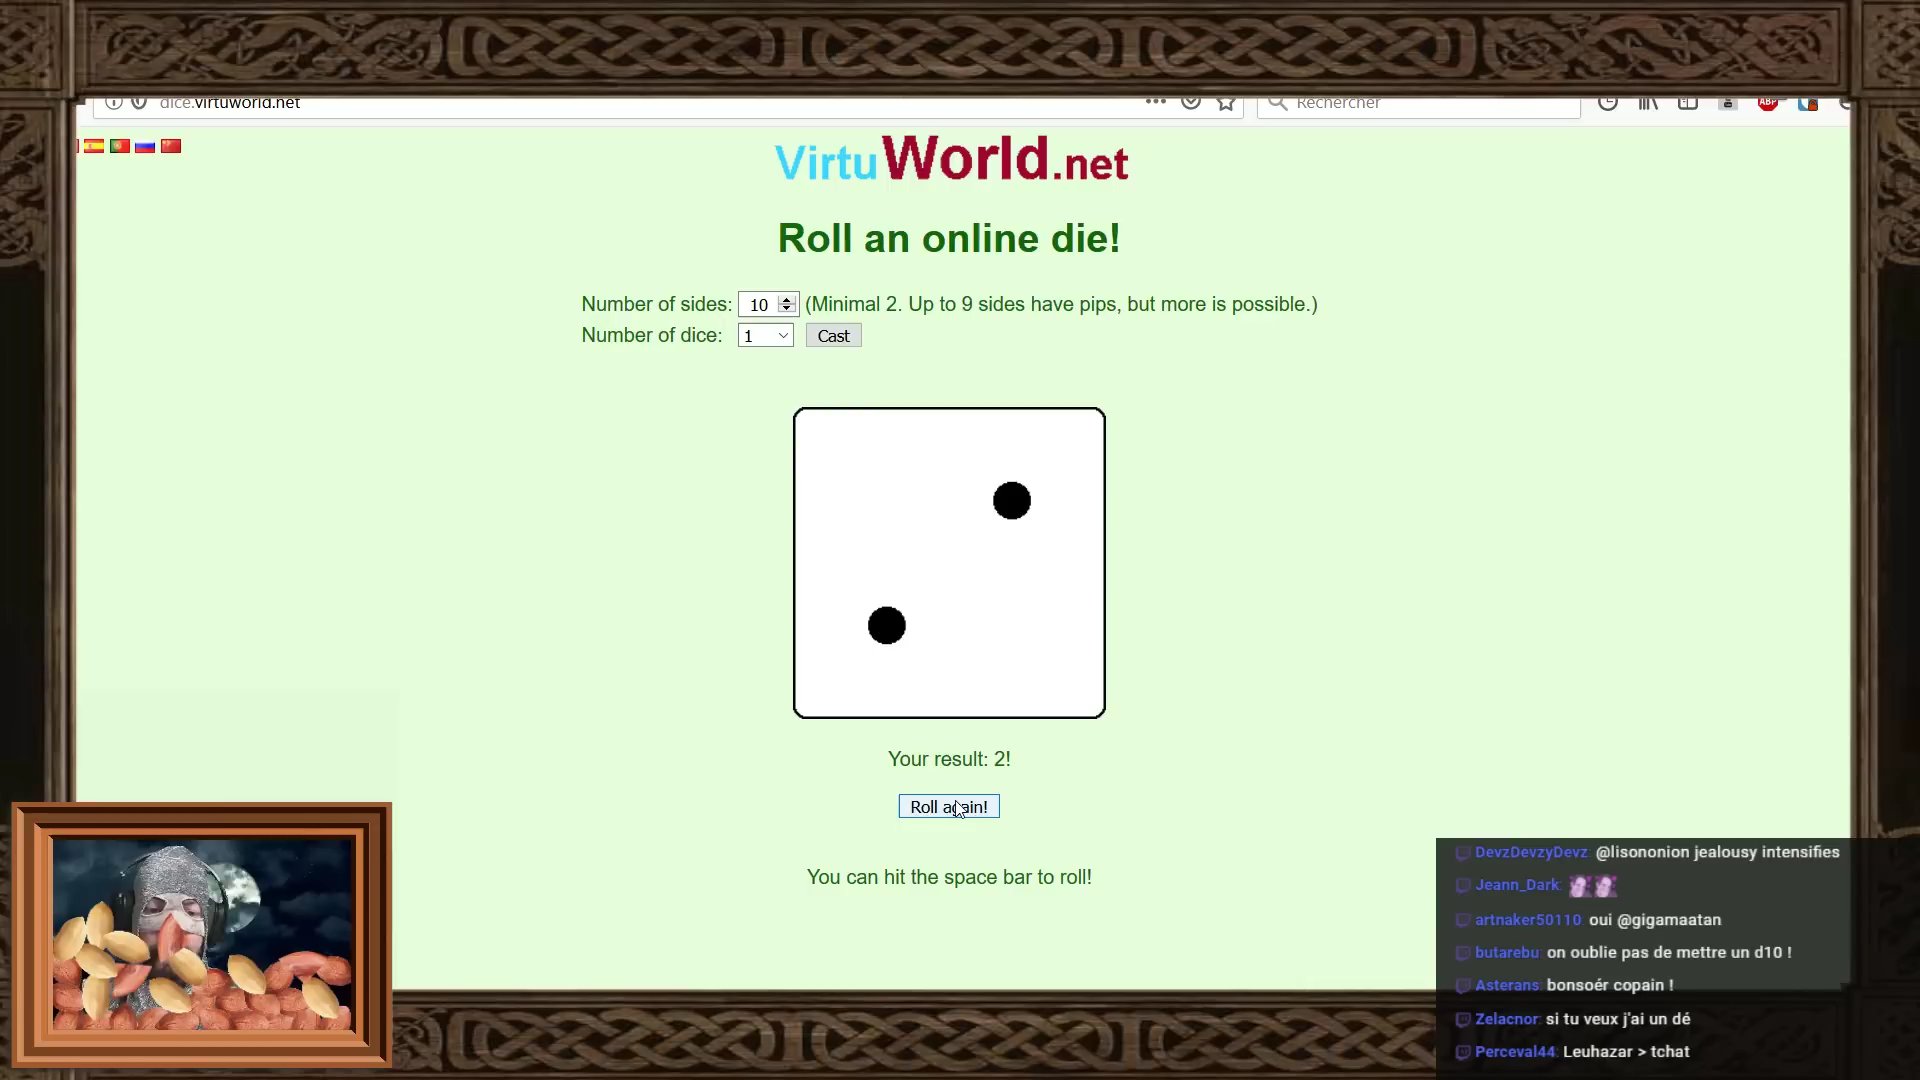 dice.virtuworld.net
Rechercher
ABP
VirtuWorld.net
Roll an online die!
Number of sides: 10 (Minimal 2. Up to 9 sides have pips, but more is possible.)
Number of dice: 1 Cast
Your result: 2!
Roll again!
You can hit the space bar to roll!
DevzDevzyDevz: @lisononion jealousy intensifies
Jeann_Dark:
artnaker50110: oui @gigamaatan
butarebu: on oublie pas de mettre un d10 !
Asterans: bonsoér copain !
Zelacnor: si tu veux j'ai un dé
Perceval44: Leuhazar > tchat